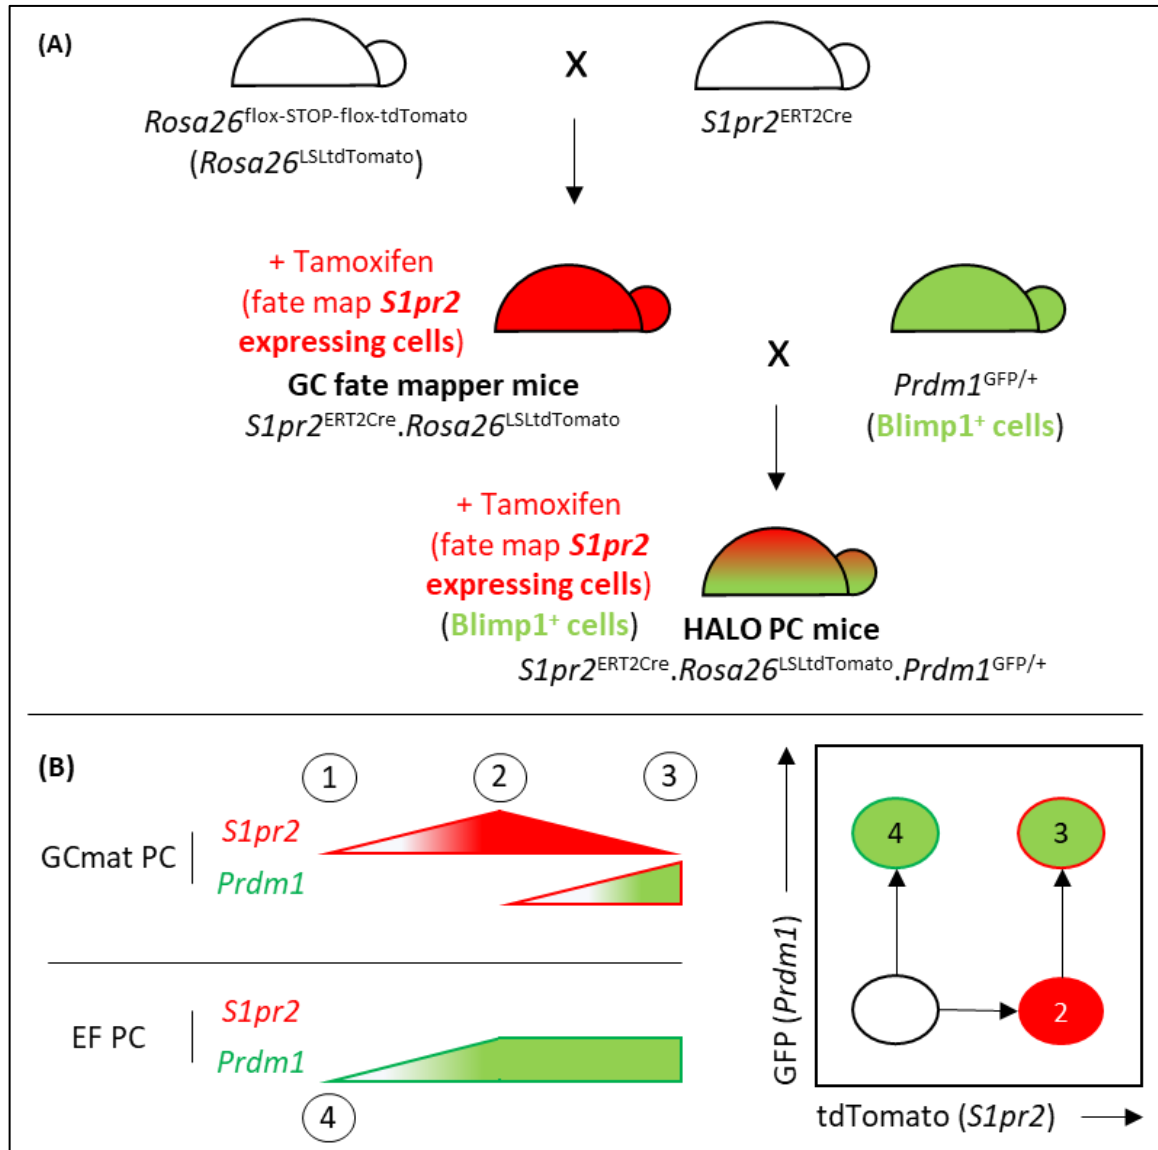 (A)
X
Rosa26flox-STOP-flox-tdTomato
(Rosa26LSLtdTomato)
S1pr2ERT2Cre
+ Tamoxifen
(fate map S1pr2
expressing cells)
GC fate mapper mice
S1pr2ERT2Cre.Rosa26LSLtdTomato
X
Prdm1GFP/+
(Blimp1+ cells)
+ Tamoxifen
(fate map S1pr2
expressing cells)
(Blimp1+ cells)
HALO PC mice
S1pr2ERT2Cre.Rosa26LSLtdTomato.Prdm1GFP/+
(B)
1
2
3
GCmat PC
S1pr2
Prdm1
EF PC
S1pr2
Prdm1
4
GFP (Prdm1)
4
3
2
tdTomato (S1pr2)